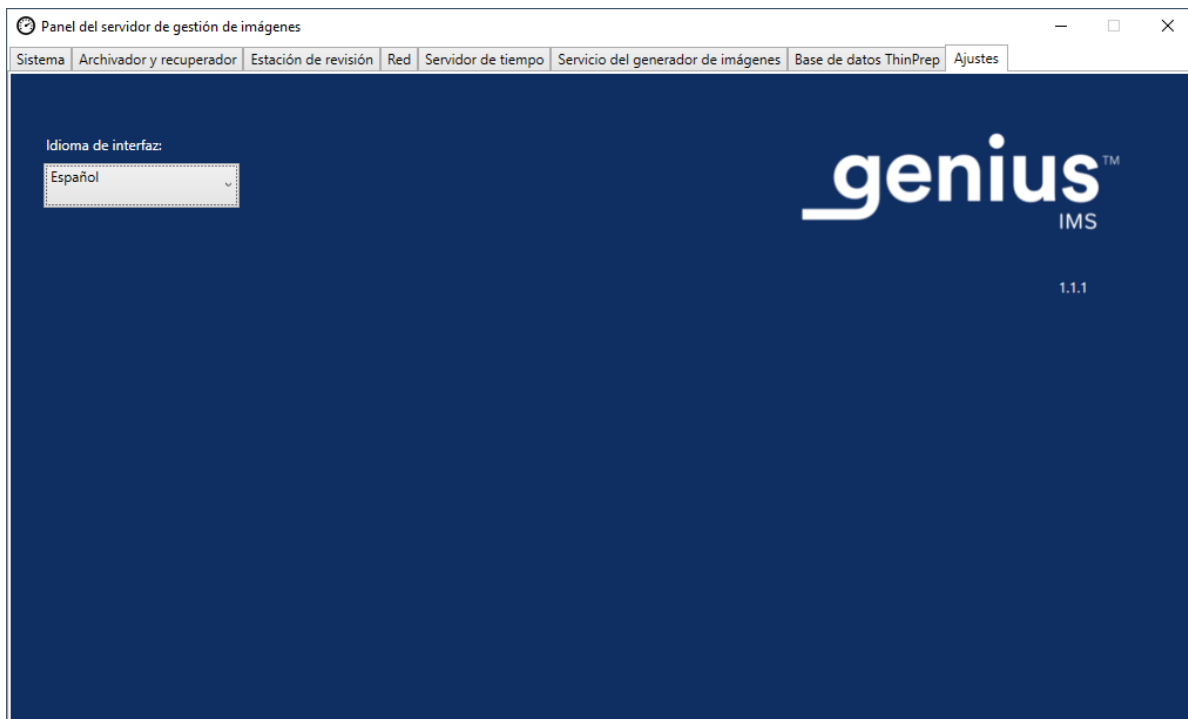 Panel del servidor de gestión de imágenes
Sistema Archivador y recuperador Estación de revisión Red Servidor de tiempo Servicio del generador de imágenes Base de datos ThinPrep Ajustes
Idioma de interfaz:
Español
genius™
IMS
1.1.1